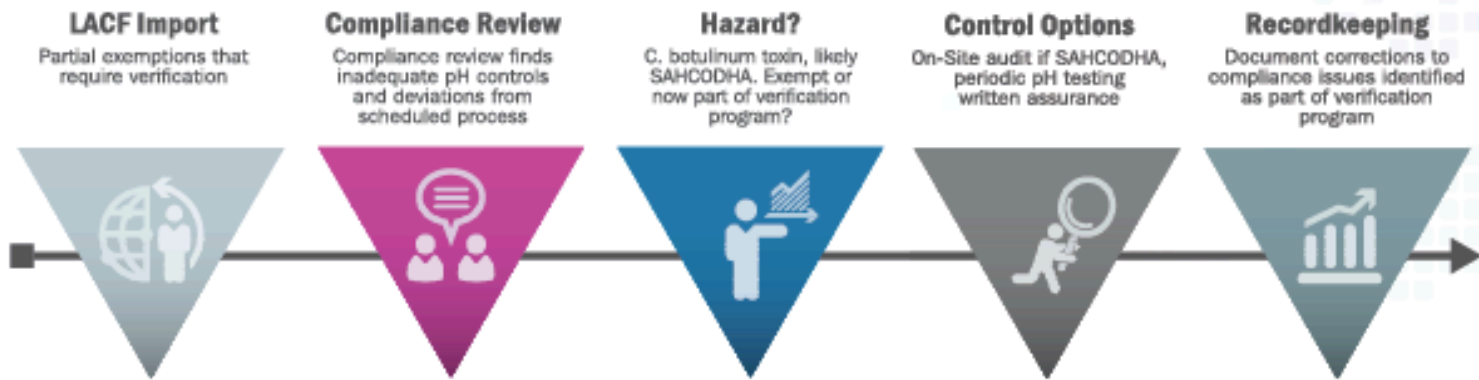 LACF Import
Partial exemptions that
require verification
Compliance Review
Compliance review finds
inadequate pH controls
and deviations from
scheduled process
Hazard?
C. botulinum toxin, likely
SAHCODHA. Exempt or
now part of verification
program?
Control Options
On-Site audit if SAHCODHA,
periodic pH testing
written assurance
Recordkeeping
Document corrections to
compliance issues identified
as part of verification
program